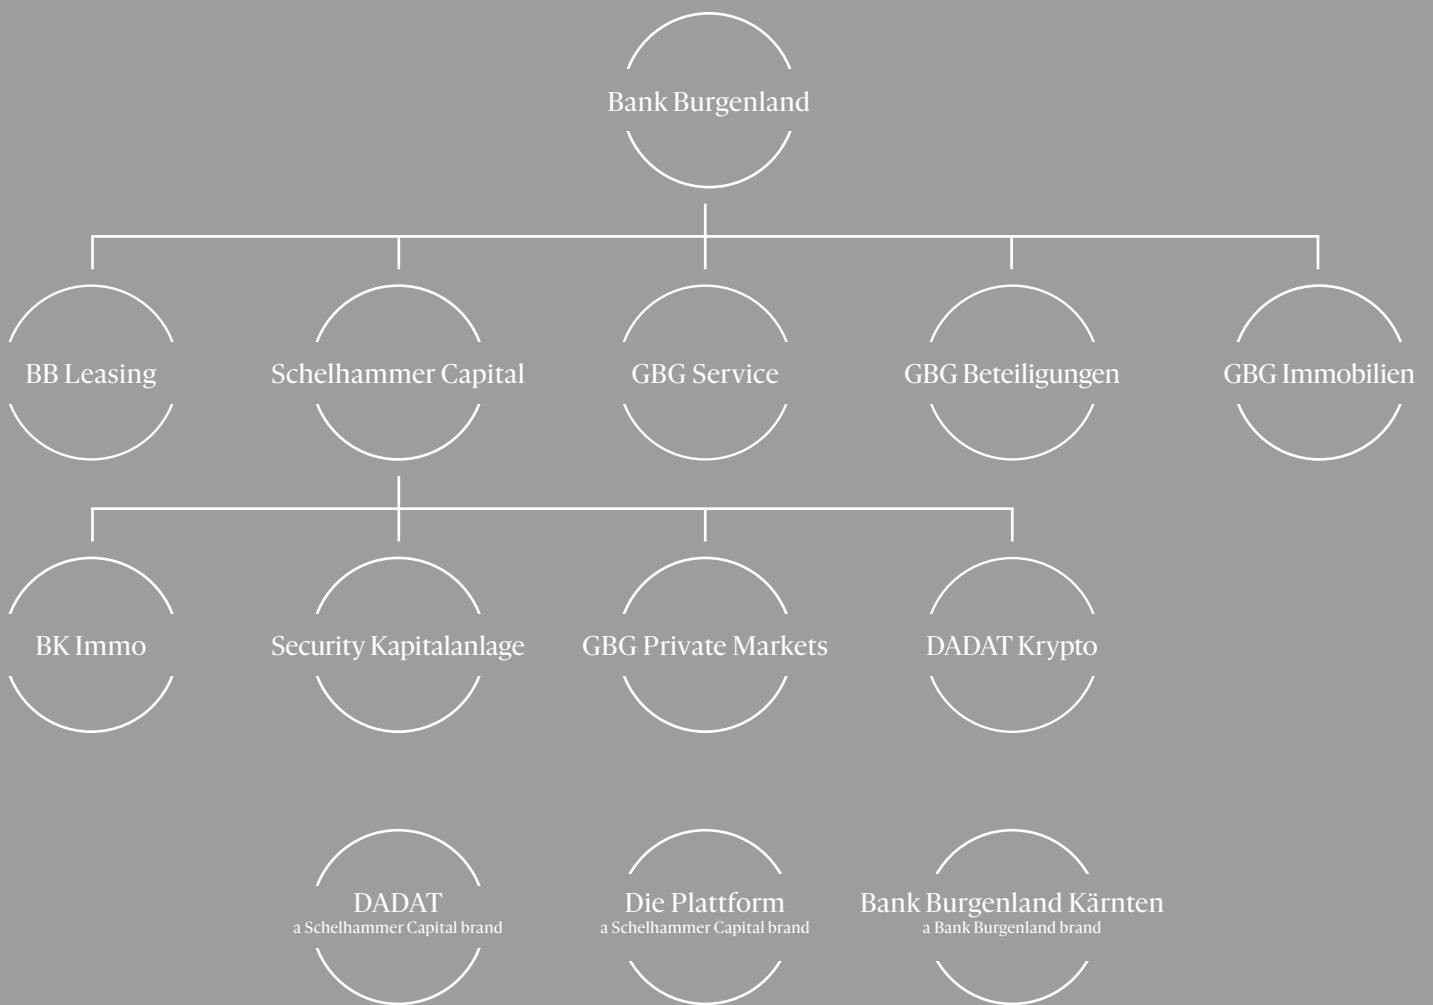 Bank Burgenland
BB Leasing
Schelhammer Capital
GBG Service
GBG Beteiligungen
GBG Immobilien
BK Immo
Security Kapitalanlage
GBG Private Markets
DADAT Krypto
DADAT
a Schelhammer Capital brand
Die Plattform
a Schelhammer Capital brand
Bank Burgenland Kärnten
a Bank Burgenland brand